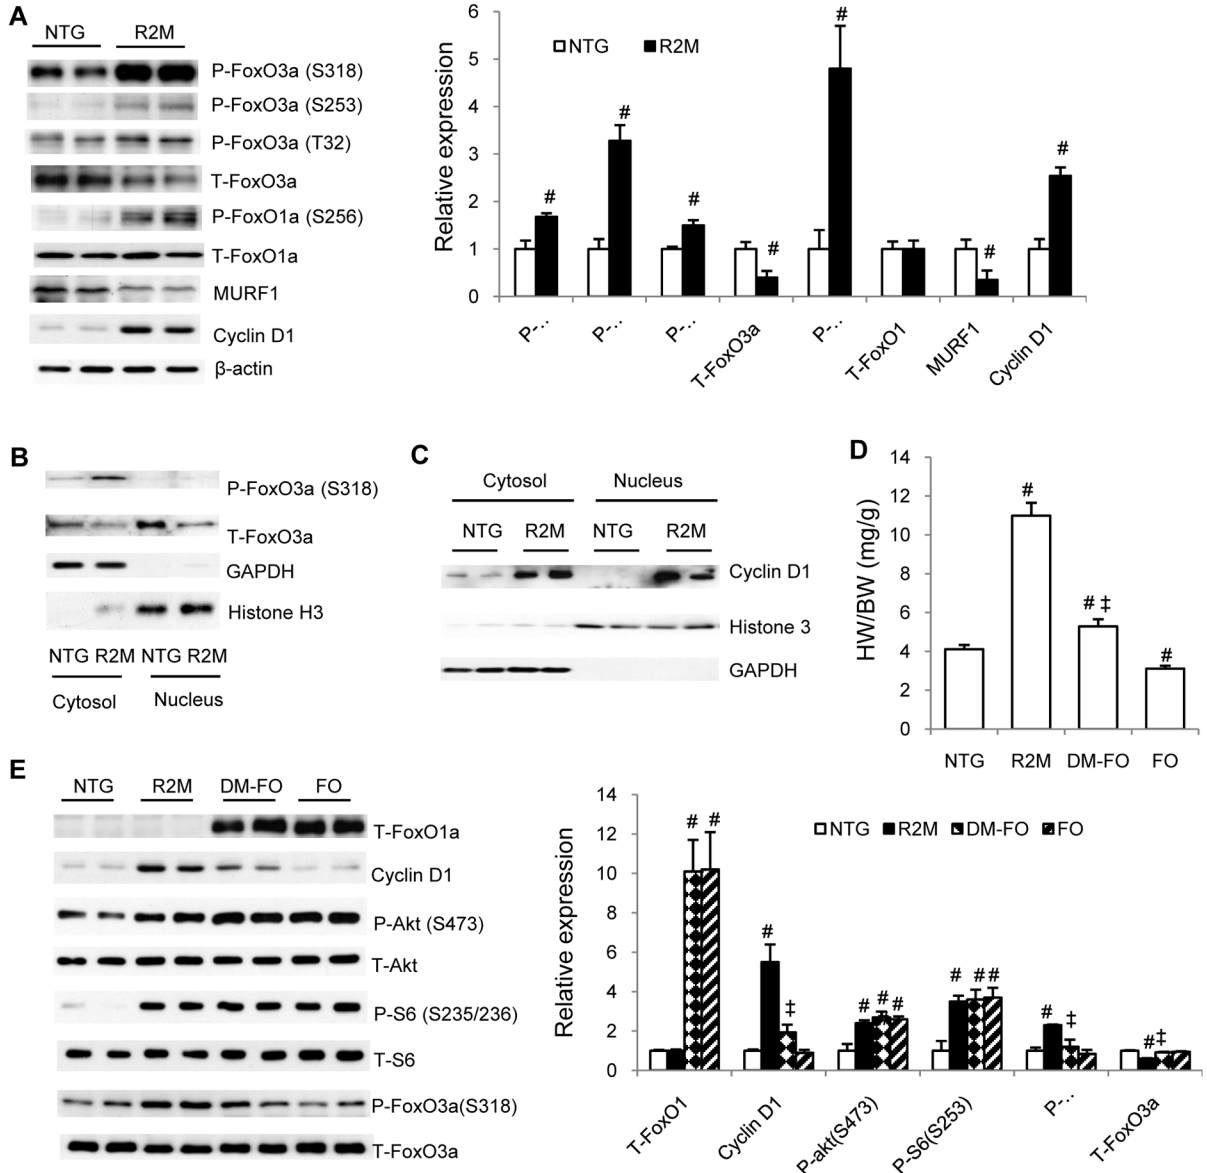 A
NTG R2M
P-FoxO3a (S318)
P-FoxO3a (S253)
P-FoxO3a (T32)
T-FoxO3a
P-FoxO1a (S256)
T-FoxO1a
MURF1
Cyclin D1
β-actin
Relative expression
6
5
4
3
2
1
0
NTG R2M
# # # # # # #
P-... P-... P-... T-FoxO3a P-... T-FoxO1 MURF1 Cyclin D1
B
P-FoxO3a (S318)
T-FoxO3a
GAPDH
Histone H3
NTG R2M NTG R2M
Cytosol Nucleus
C
Cytosol Nucleus
NTG R2M NTG R2M
Cyclin D1
Histone 3
GAPDH
D
HW/BW (mg/g)
14
12
10
8
6
4
2
0
#
# ‡
#
NTG R2M DM-FO FO
E
NTG R2M DM-FO FO
T-FoxO1a
Cyclin D1
P-Akt (S473)
T-Akt
P-S6 (S235/236)
T-S6
P-FoxO3a(S318)
T-FoxO3a
Relative expression
14
12
10
8
6
4
2
0
NTG R2M DM-FO FO
# # # ‡ # # # # # # # ‡ # ‡
T-FoxO1 Cyclin D1 P-akt(S473) P-S6(S253) P-... T-FoxO3a